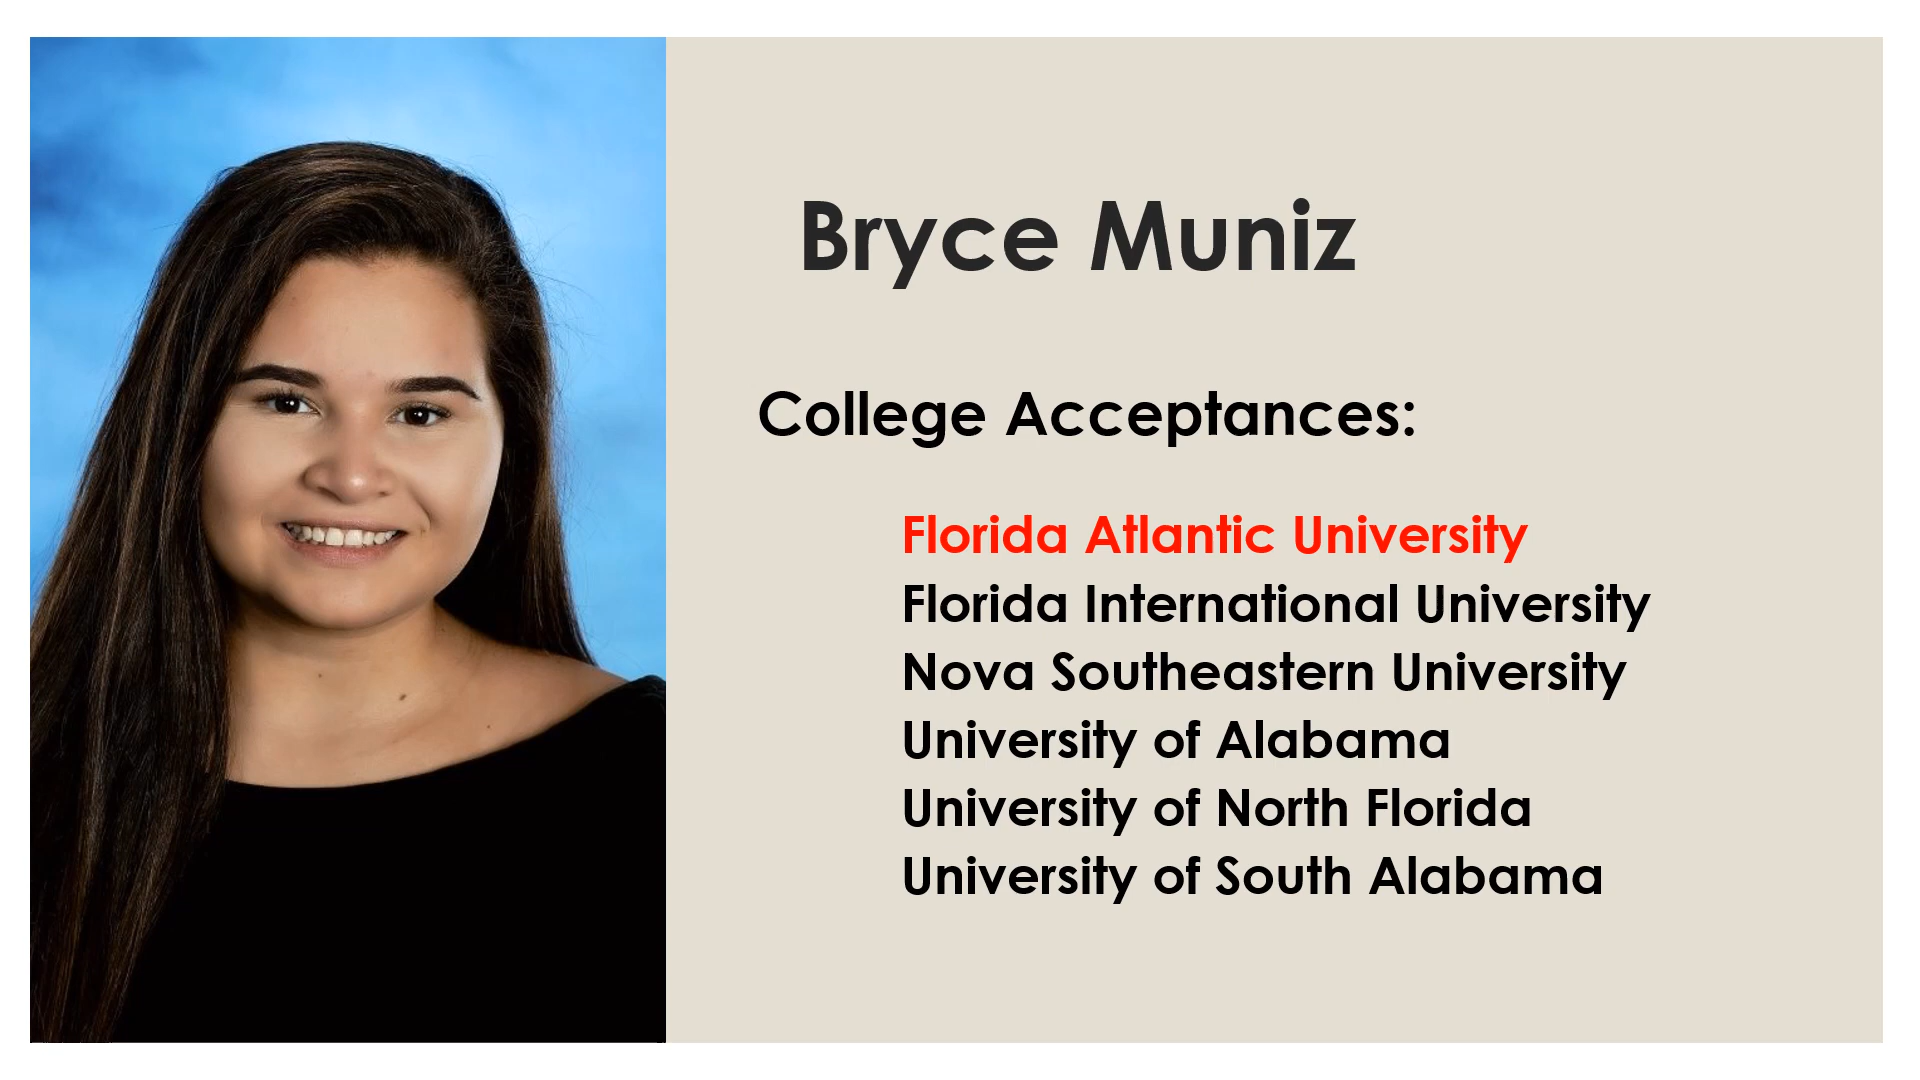 Bryce Muniz
College Acceptances:
Florida Atlantic University
Florida International University
Nova Southeastern University
University of Alabama
University of North Florida
University of South Alabama